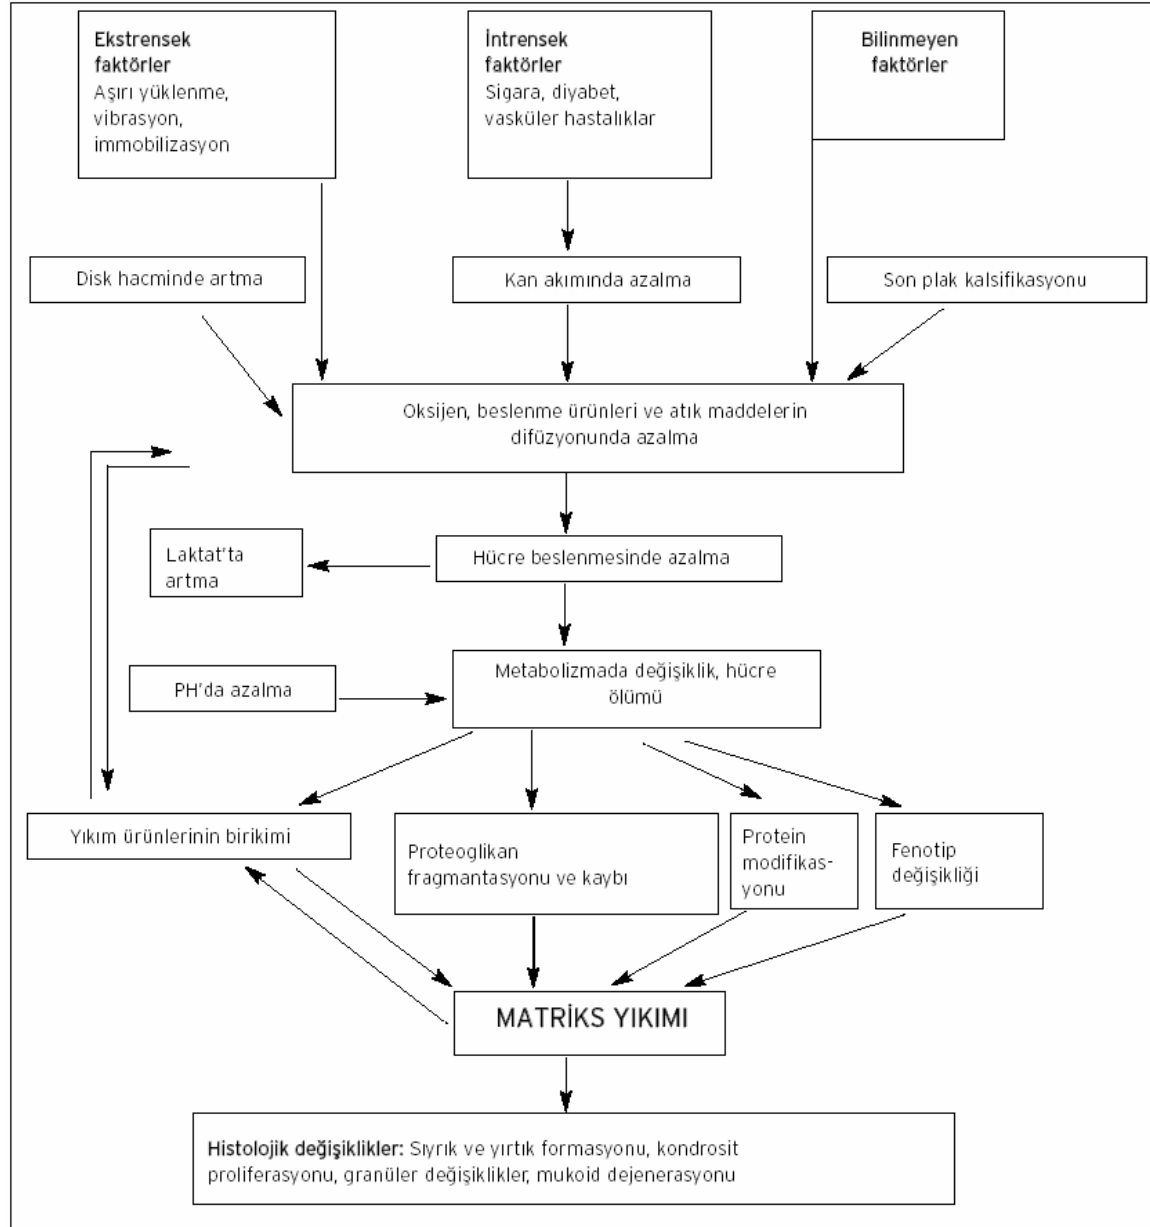 Ekstrensek
faktörler
Aşırı yüklenme,
vibrasyon,
immobilizasyon
İntrensek
faktörler
Sigara, diyabet,
vasküler hastalıklar
Bilinmeyen
faktörler
Disk hacminde artma
Kan akımında azalma
Son plak kalsifikasyonu
Oksijen, beslenme ürünleri ve atık maddelerin
difüzyonunda azalma
Laktat'ta
artma
Hücre beslenmesinde azalma
PH'da azalma
Metabolizmada değişiklik, hücre
ölümü
Yıkım ürünlerinin birikimi
Proteoglikan
fragmantasyonu ve kaybı
Protein
modifikas-
yonu
Fenotip
değişikliği
MATRİKS YIKIMI
Histolojik değişiklikler: Sıyrık ve yırtık formasyonu, kondrosit
proliferasyonu, granüler değişiklikler, mukoid dejenerasyonu